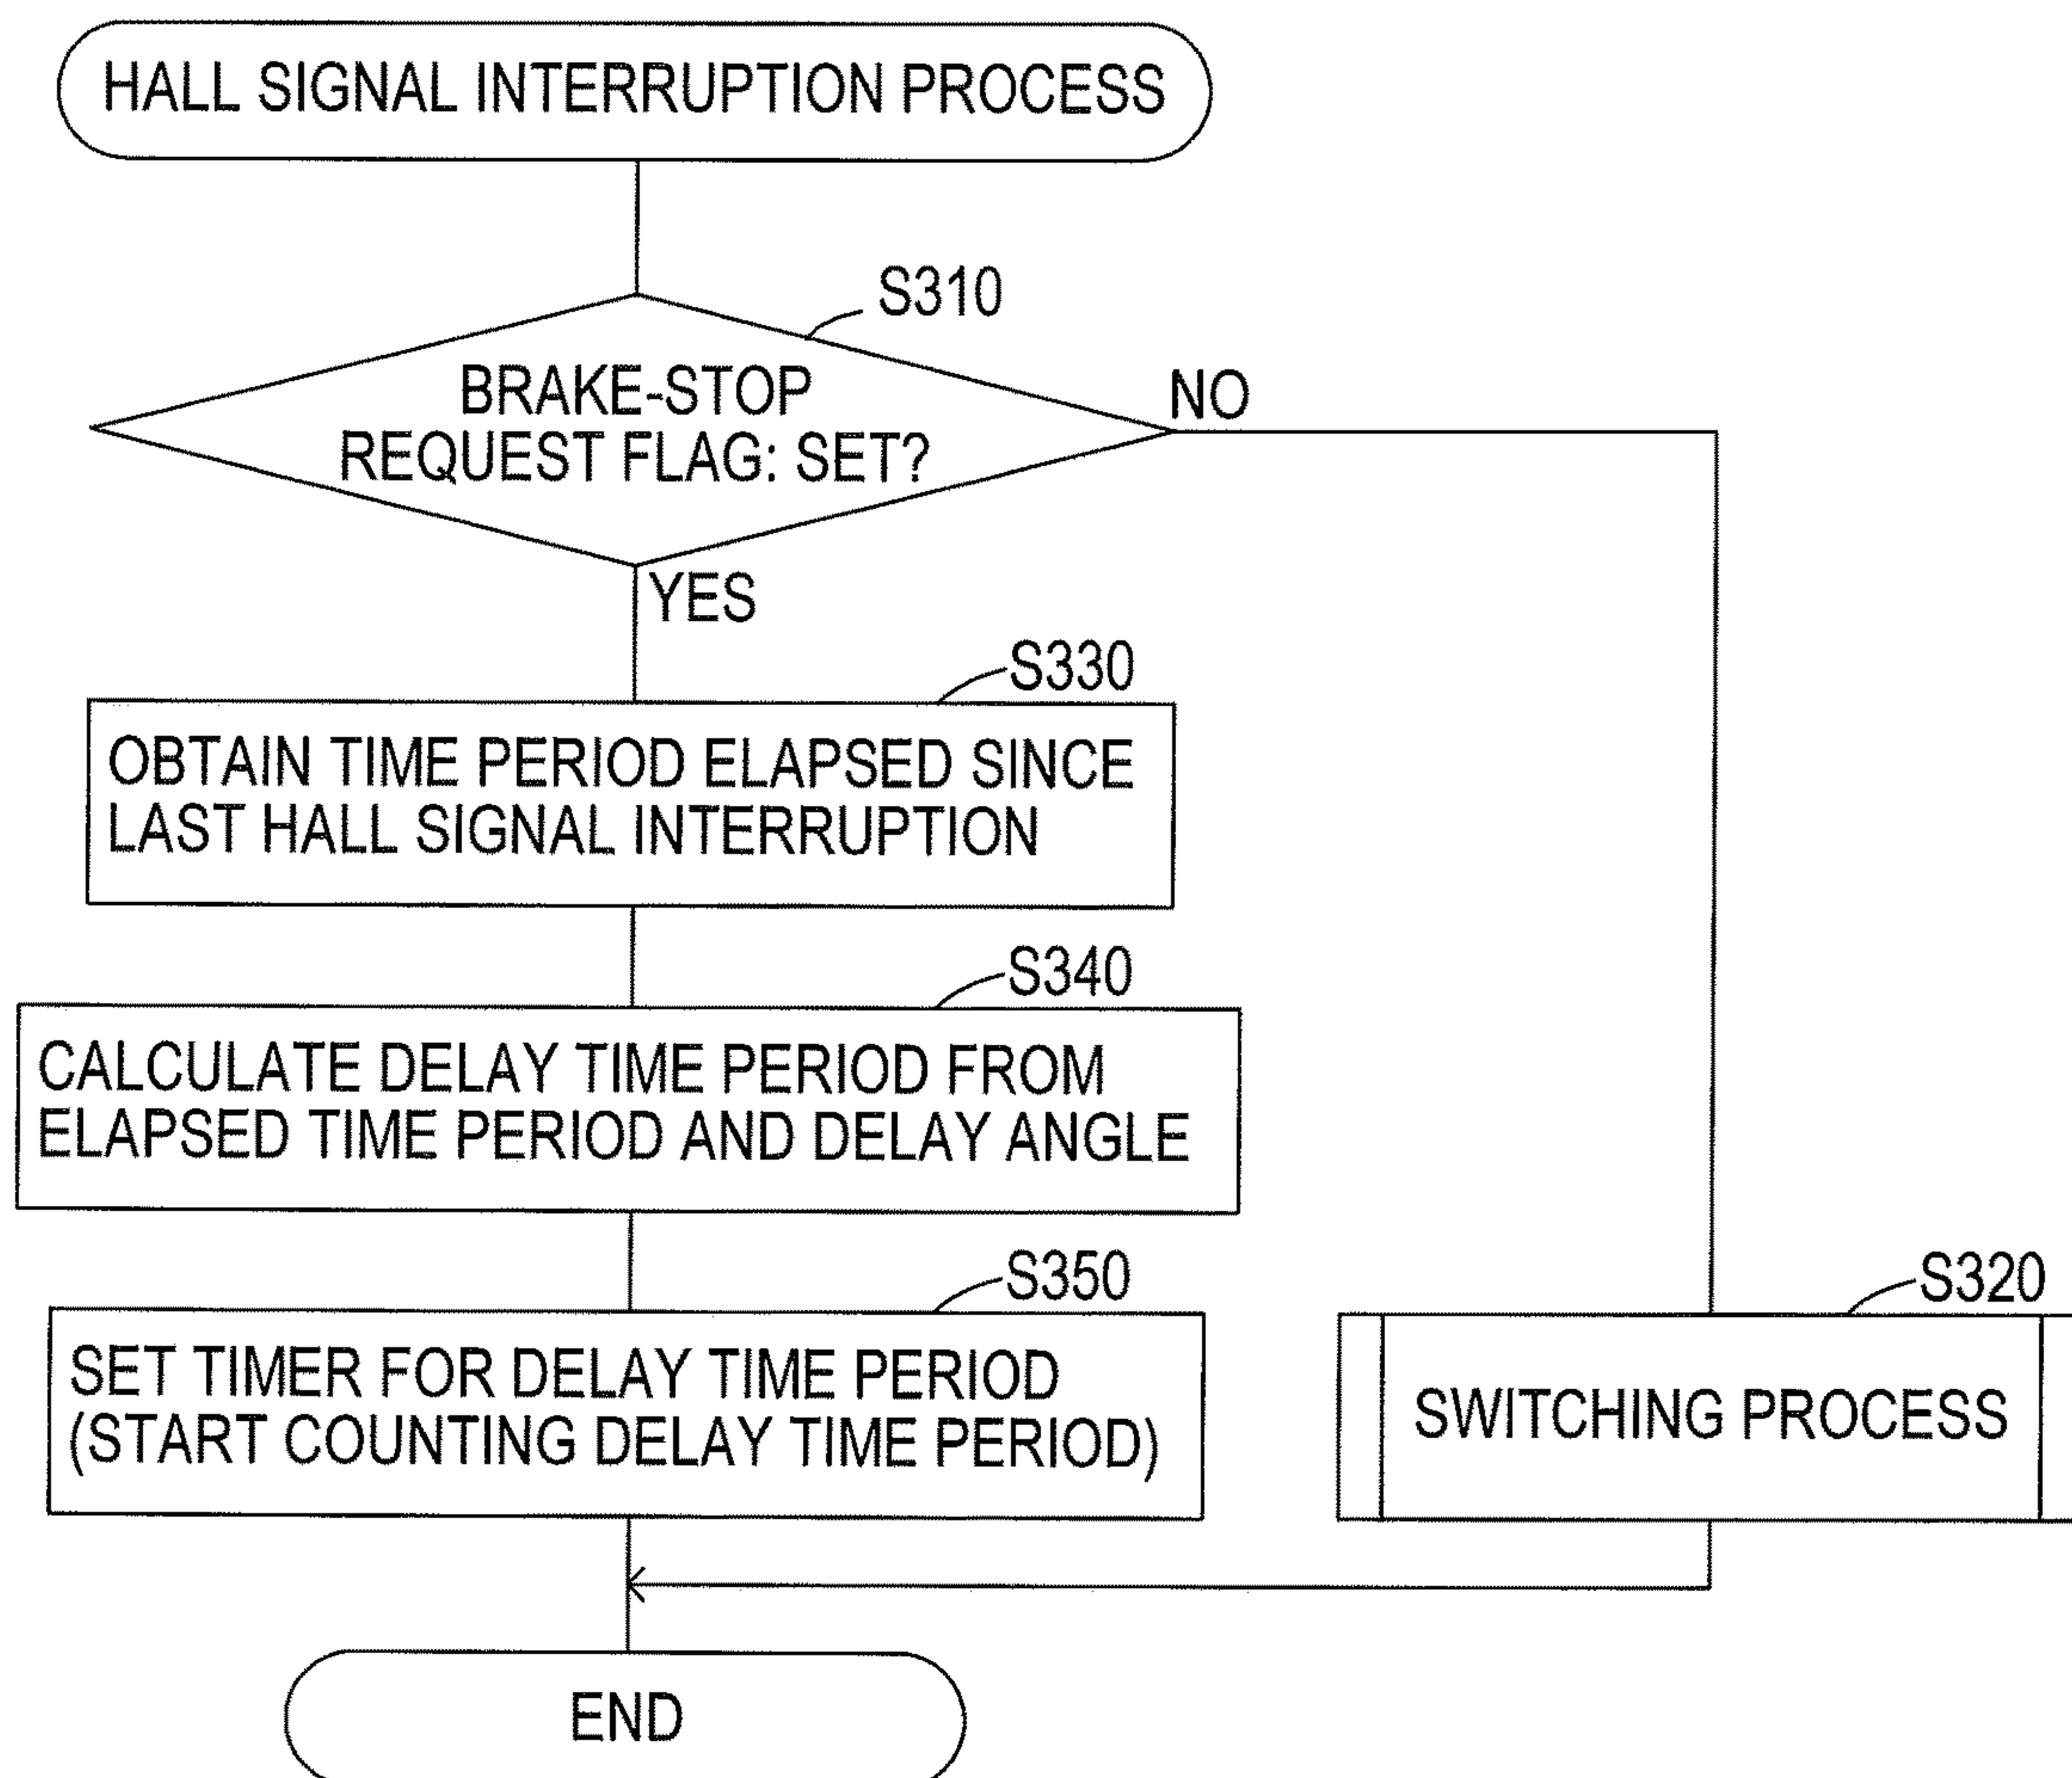 HALL SIGNAL INTERRUPTION PROCESS
S310
BRAKE-STOP
REQUEST FLAG: SET?
NO
YES
S330
OBTAIN TIME PERIOD ELAPSED SINCE
LAST HALL SIGNAL INTERRUPTION
S340
CALCULATE DELAY TIME PERIOD FROM
ELAPSED TIME PERIOD AND DELAY ANGLE
S350
SET TIMER FOR DELAY TIME PERIOD
(START COUNTING DELAY TIME PERIOD)
S320
SWITCHING PROCESS
END